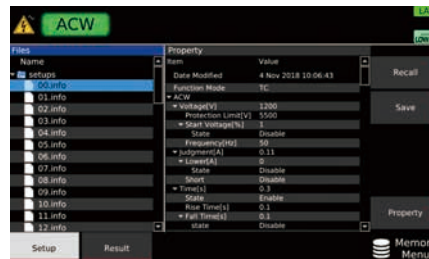 ACW
LA
LOW
Files
Property
Name
Item Value
setups
Date Modified 4 Nov 2018 10:06:43
Recall
00.info
Function Mode TC
01.info
ACW
02.info
Voltage[V] 1200
Save
03.info
Protection Limit[V] 5500
04.info
Start Voltage[%] 1
State Disable
05.info
Frequency[Hz] 50
06.info
Judgment[A] 0.11
07.info
Lower[A] 0
State Disable
08.info
Short Disable
09.info
Time[s] 0.3
State Enable
10.info
Rise Time[s] 0.1
Property
11.info
Fall Time[s] 0.1
12.info
state Disable
Setup
Result
Memor
Menu